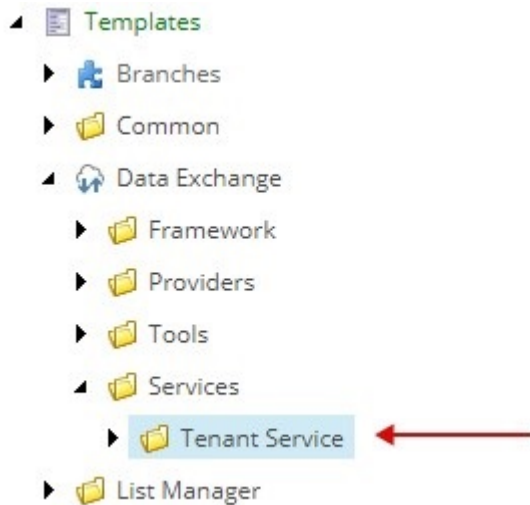 Templates
Branches
Common
Data Exchange
Framework
Providers
Tools
Services
Tenant Service
List Manager